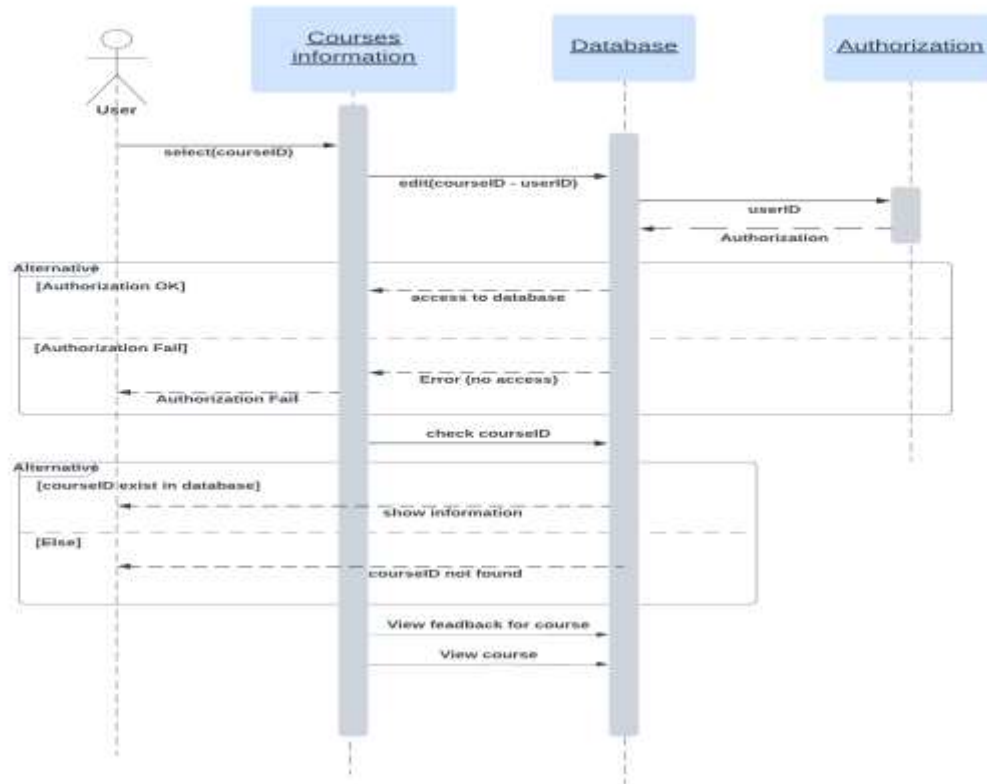 Courses
information
Database
Authorization
User
select(courseID)
edit(courseID - userID)
userID
Authorization
Alternative
[Authorization OK]
access to database
[Authorization Fail]
Error (no access)
Authorization Fail
check courseID
Alternative
[courseID exist in database]
show information
[Else]
courseID not found
View feadback for course
View course